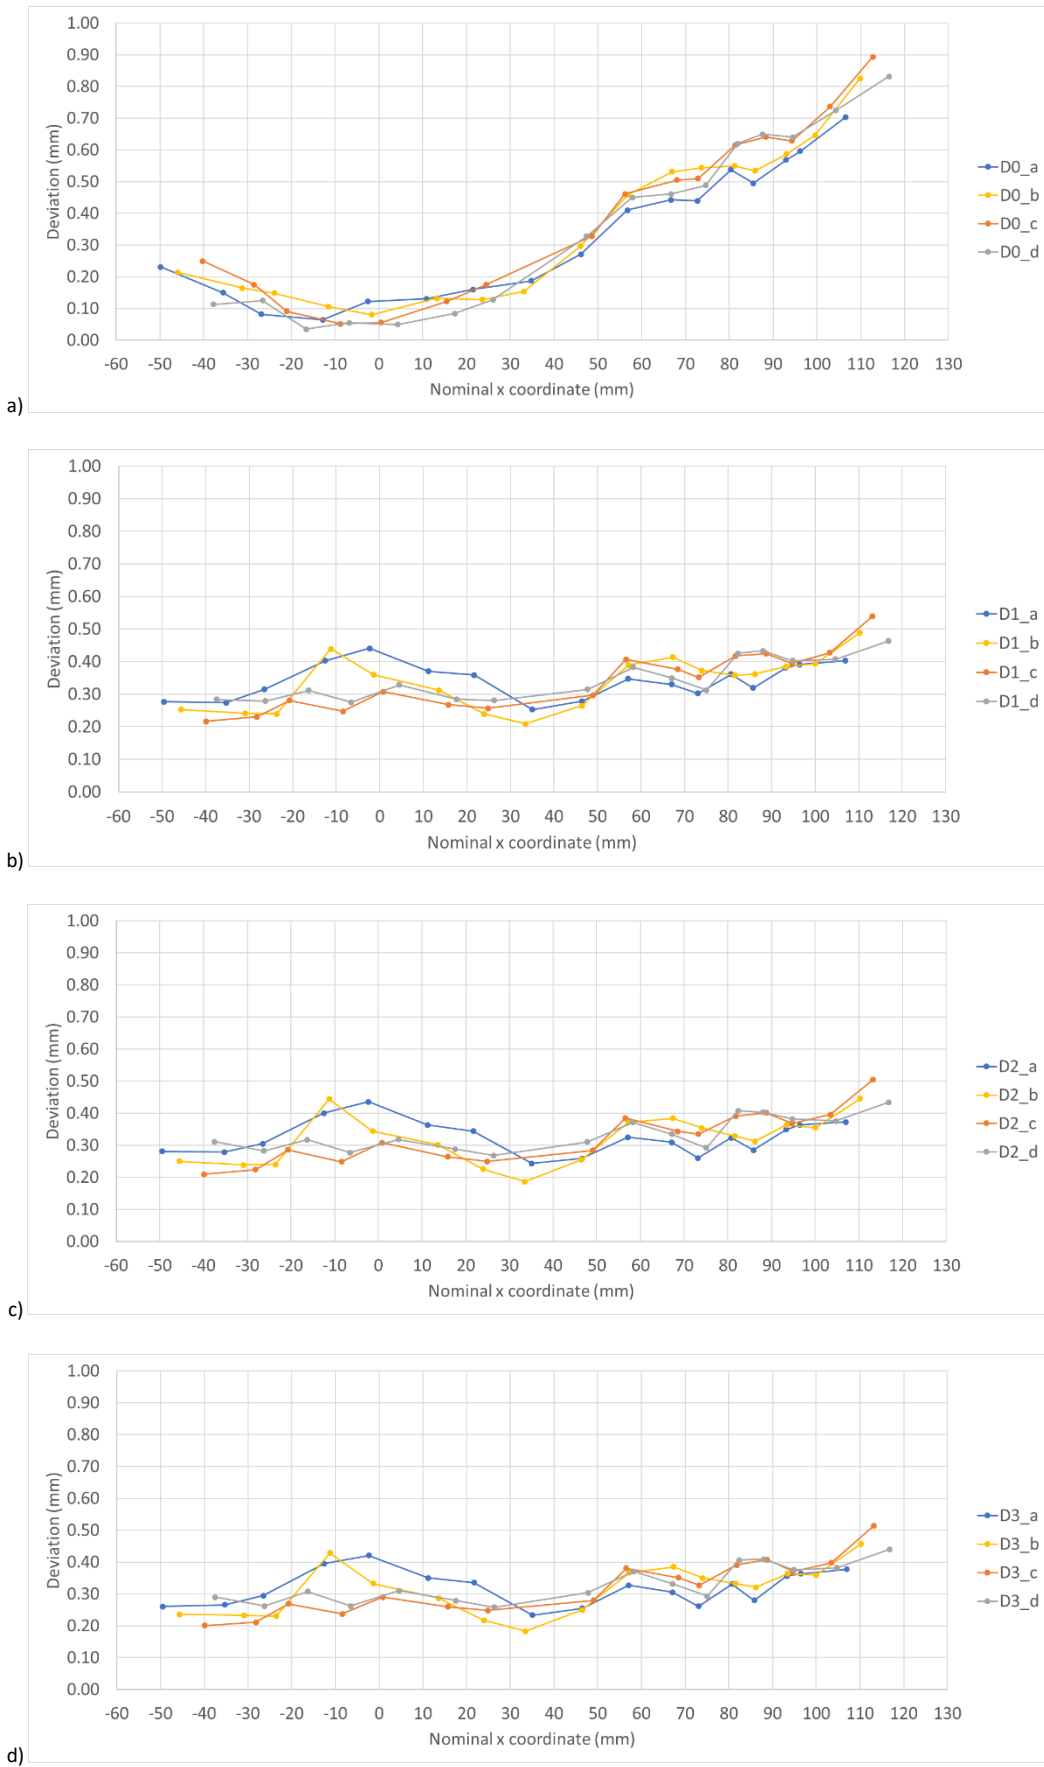 1.00
0.90
0.80
0.70
0.60
0.50
0.40
0.30
0.20
0.10
0.00
Deviation (mm)
-60 -50 -40 -30 -20 -10 0 10 20 30 40 50 60 70 80 90 100 110 120 130
Nominal x coordinate (mm)
D0_a
D0_b
D0_c
D0_d
a)
1.00
0.90
0.80
0.70
0.60
0.50
0.40
0.30
0.20
0.10
0.00
Deviation (mm)
-60 -50 -40 -30 -20 -10 0 10 20 30 40 50 60 70 80 90 100 110 120 130
Nominal x coordinate (mm)
D1_a
D1_b
D1_c
D1_d
b)
1.00
0.90
0.80
0.70
0.60
0.50
0.40
0.30
0.20
0.10
0.00
Deviation (mm)
-60 -50 -40 -30 -20 -10 0 10 20 30 40 50 60 70 80 90 100 110 120 130
Nominal x coordinate (mm)
D2_a
D2_b
D2_c
D2_d
c)
1.00
0.90
0.80
0.70
0.60
0.50
0.40
0.30
0.20
0.10
0.00
Deviation (mm)
-60 -50 -40 -30 -20 -10 0 10 20 30 40 50 60 70 80 90 100 110 120 130
Nominal x coordinate (mm)
D3_a
D3_b
D3_c
D3_d
d)